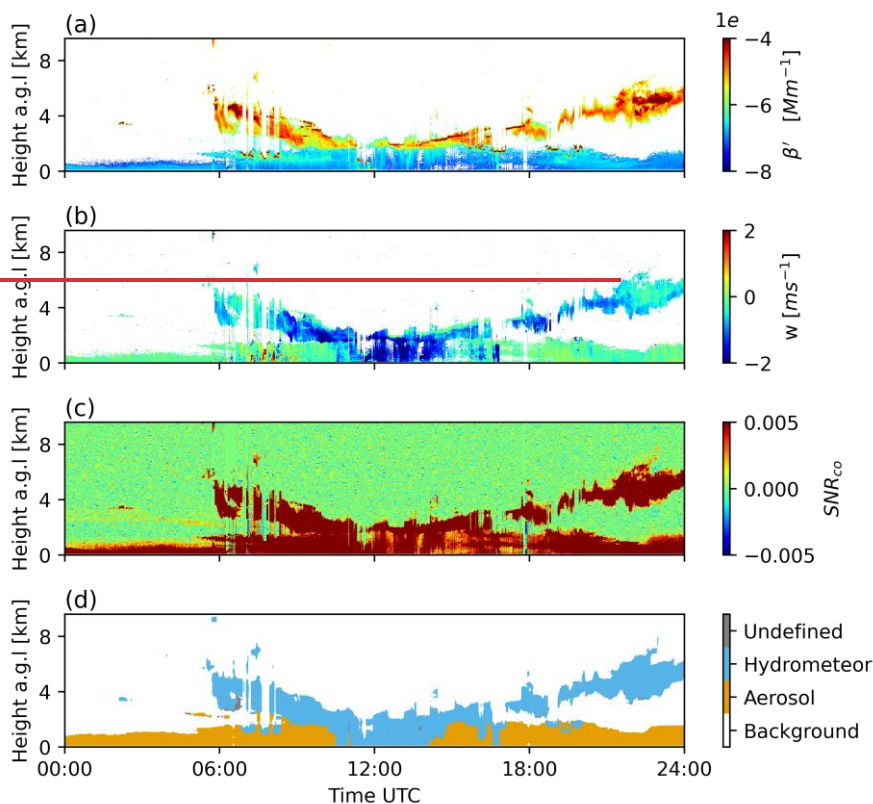 (a)
1e
Height a.g.l [km]
8
4
0
−4
−6
−8
β′ [Mm⁻¹]
(b)
Height a.g.l [km]
8
4
0
2
0
−2
w [ms⁻¹]
(c)
Height a.g.l [km]
8
4
0
0.005
0.000
−0.005
SNR_co
(d)
Height a.g.l [km]
8
4
0
Undefined
Hydrometeor
Aerosol
Background
00:00 06:00 12:00 18:00 24:00
Time UTC